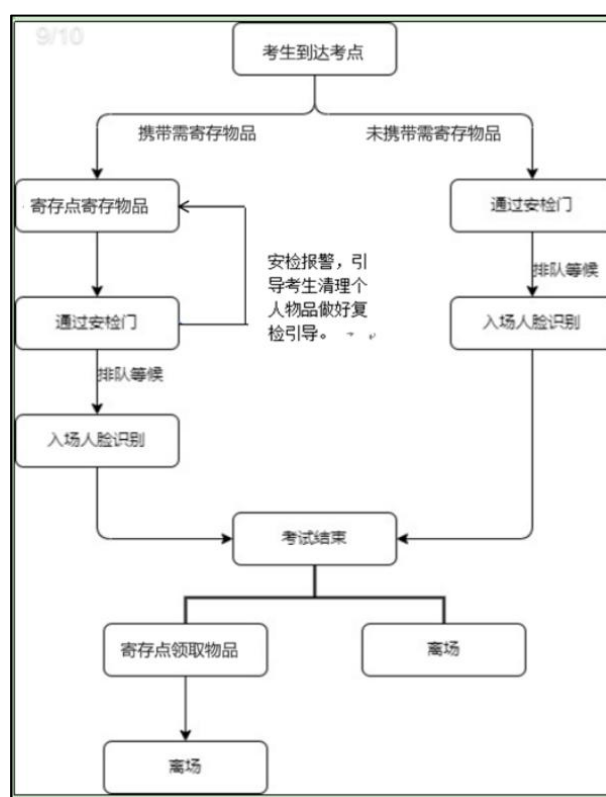 9/10
考生到达考点
携带需寄存物品
未携带需寄存物品
寄存点寄存物品
通过安检门
安检报警，引
导考生清理个
人物品做好复
检引导。
排队等候
通过安检门
入场人脸识别
排队等候
入场人脸识别
考试结束
寄存点领取物品
离场
离场